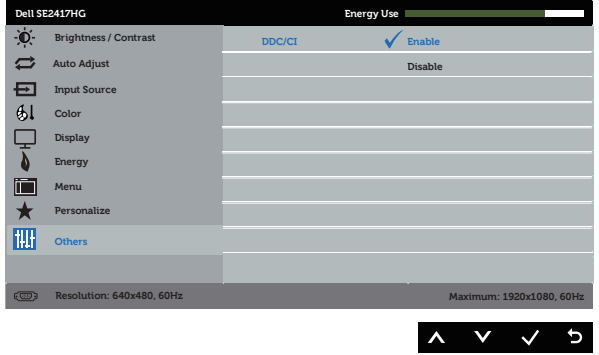 Dell SE2417HG
Energy Use
Brightness / Contrast
DDC/CI
Enable
Auto Adjust
Disable
Input Source
Color
Display
Energy
Menu
Personalize
Others
Resolution: 640x480, 60Hz
Maximum: 1920x1080, 60Hz